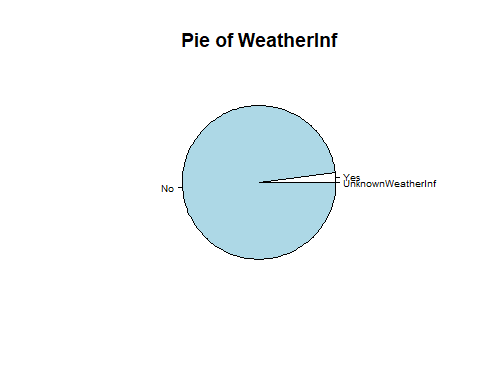 Pie of WeatherInf
Yes
UnknownWeatherInf
No